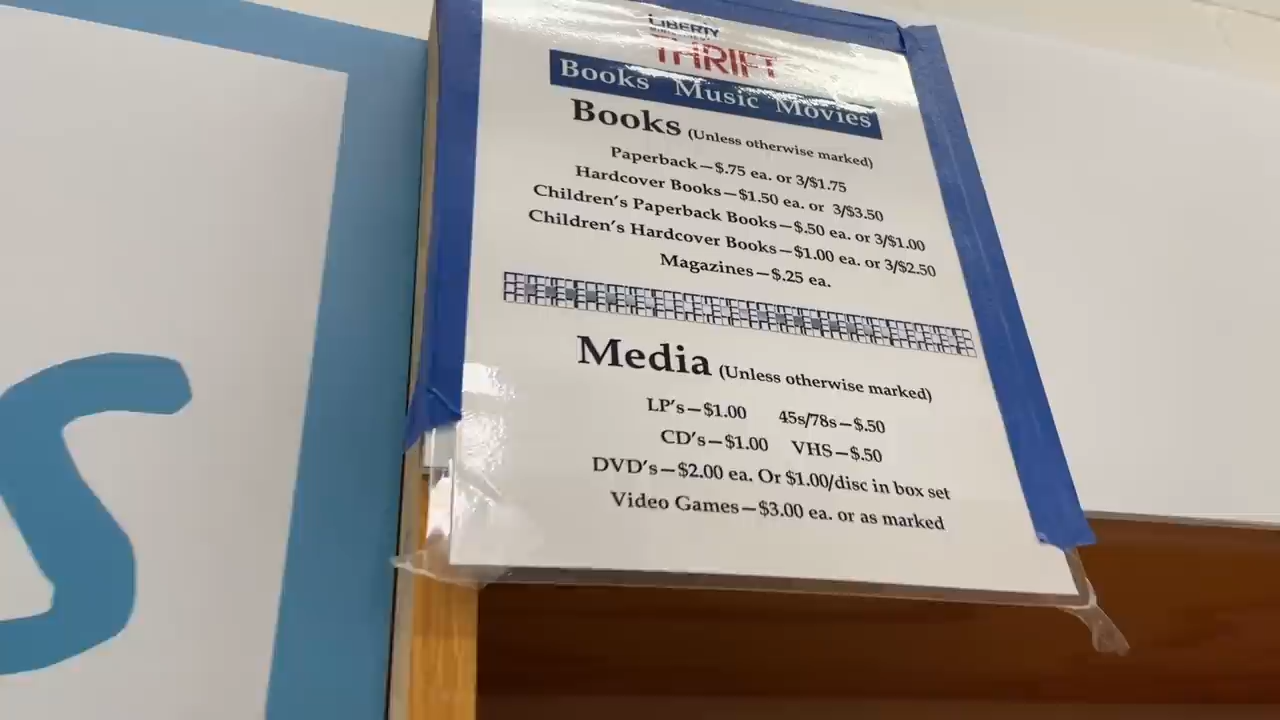 LIBERTY
THRIFT
Books Music Movies
Books (Unless otherwise marked)
Paperback—$.75 ea. or 3/$1.75
Hardcover Books—$1.50 ea. or 3/$3.50
Children's Paperback Books—$.50 ea. or 3/$1.00
Children's Hardcover Books—$1.00 ea. or 3/$2.50
Magazines—$.25 ea.
Media (Unless otherwise marked)
LP's—$1.00 45s/78s—$.50
CD's—$1.00 VHS—$.50
DVD's—$2.00 ea. Or $1.00/disc in box set
Video Games—$3.00 ea. or as marked